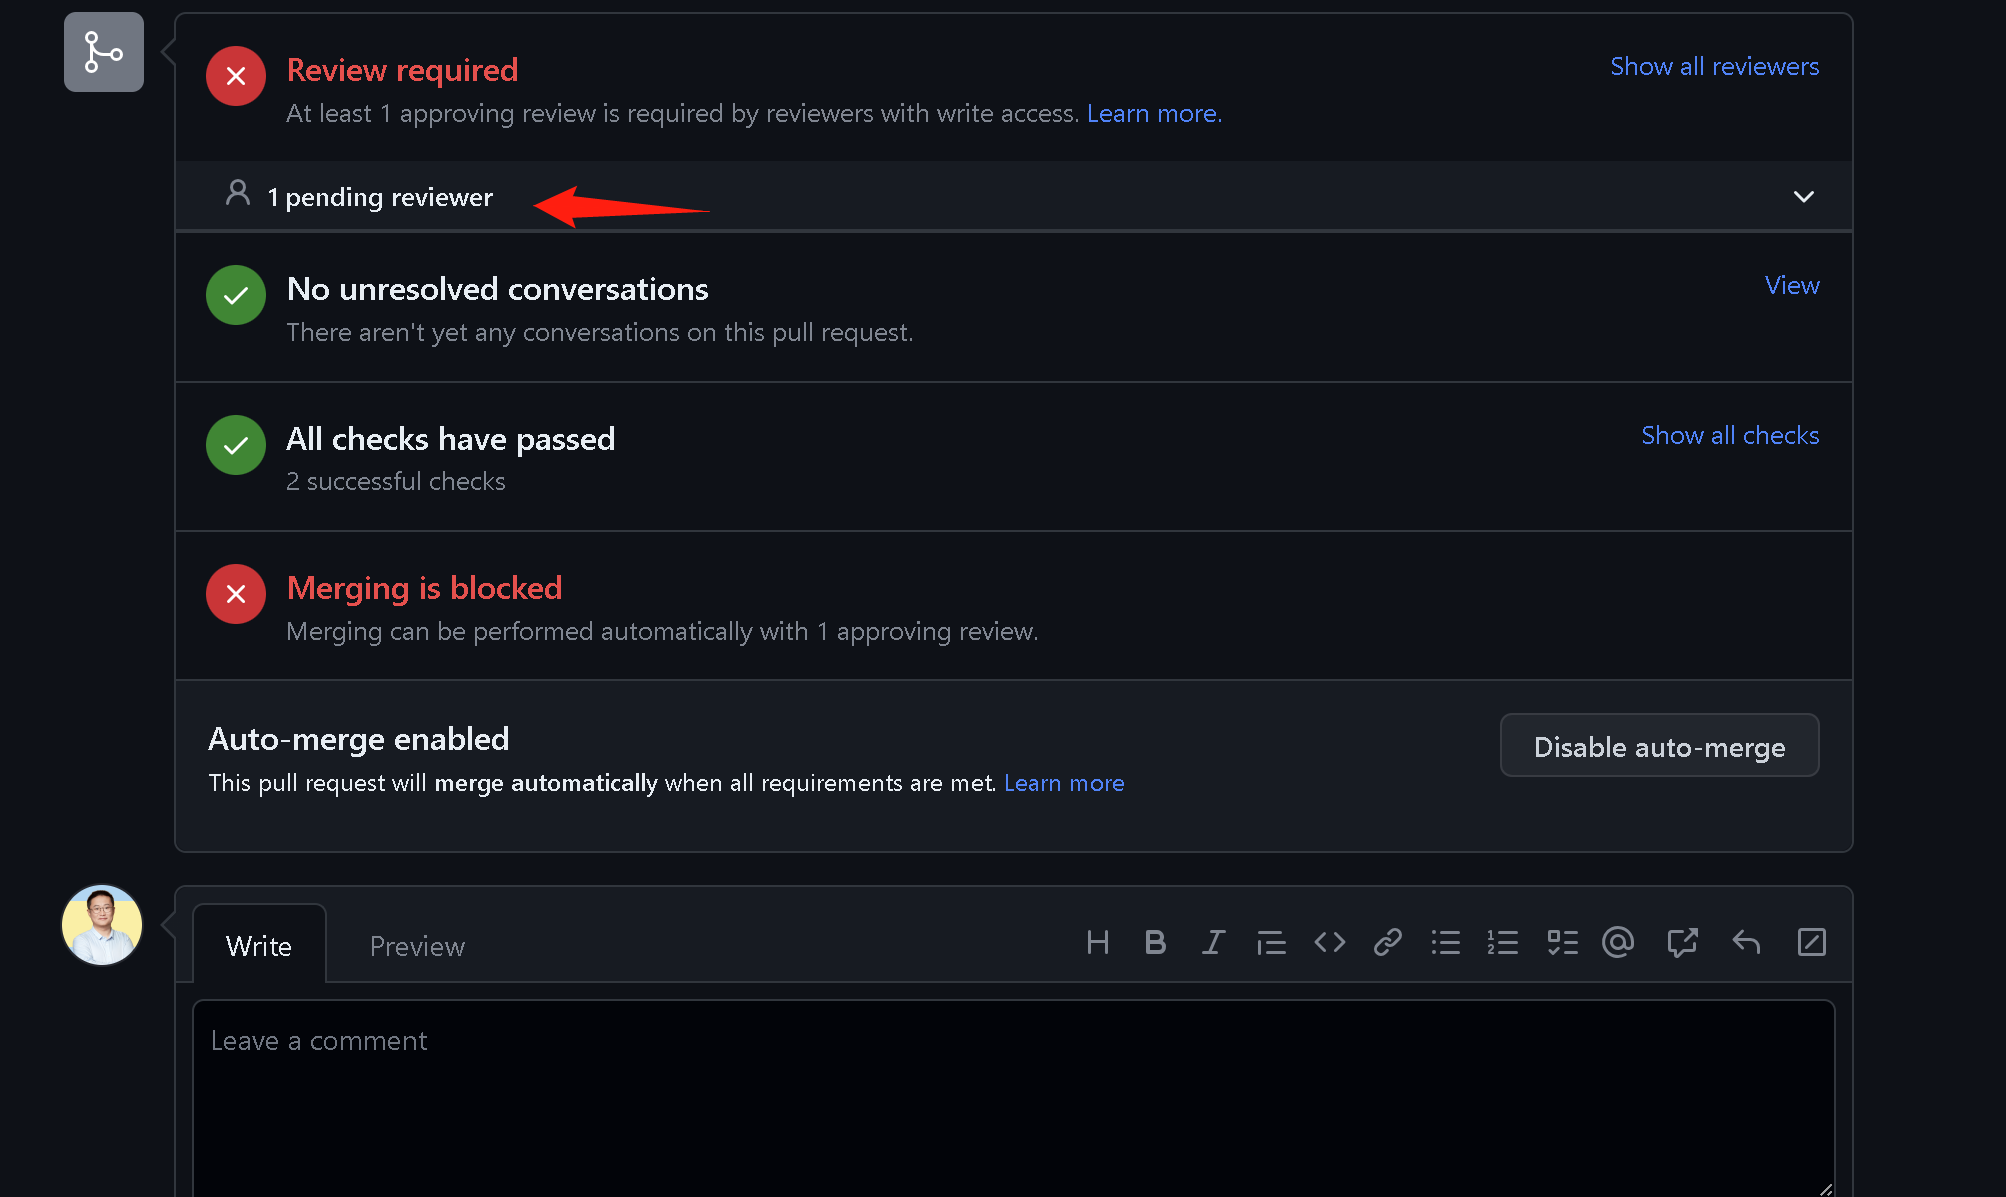 Review required
Show all reviewers
At least 1 approving review is required by reviewers with write access. Learn more.
1 pending reviewer
No unresolved conversations
View
There aren't yet any conversations on this pull request.
All checks have passed
Show all checks
2 successful checks
Merging is blocked
Merging can be performed automatically with 1 approving review.
Auto-merge enabled
Disable auto-merge
This pull request will merge automatically when all requirements are met. Learn more
Write
Preview
Leave a comment